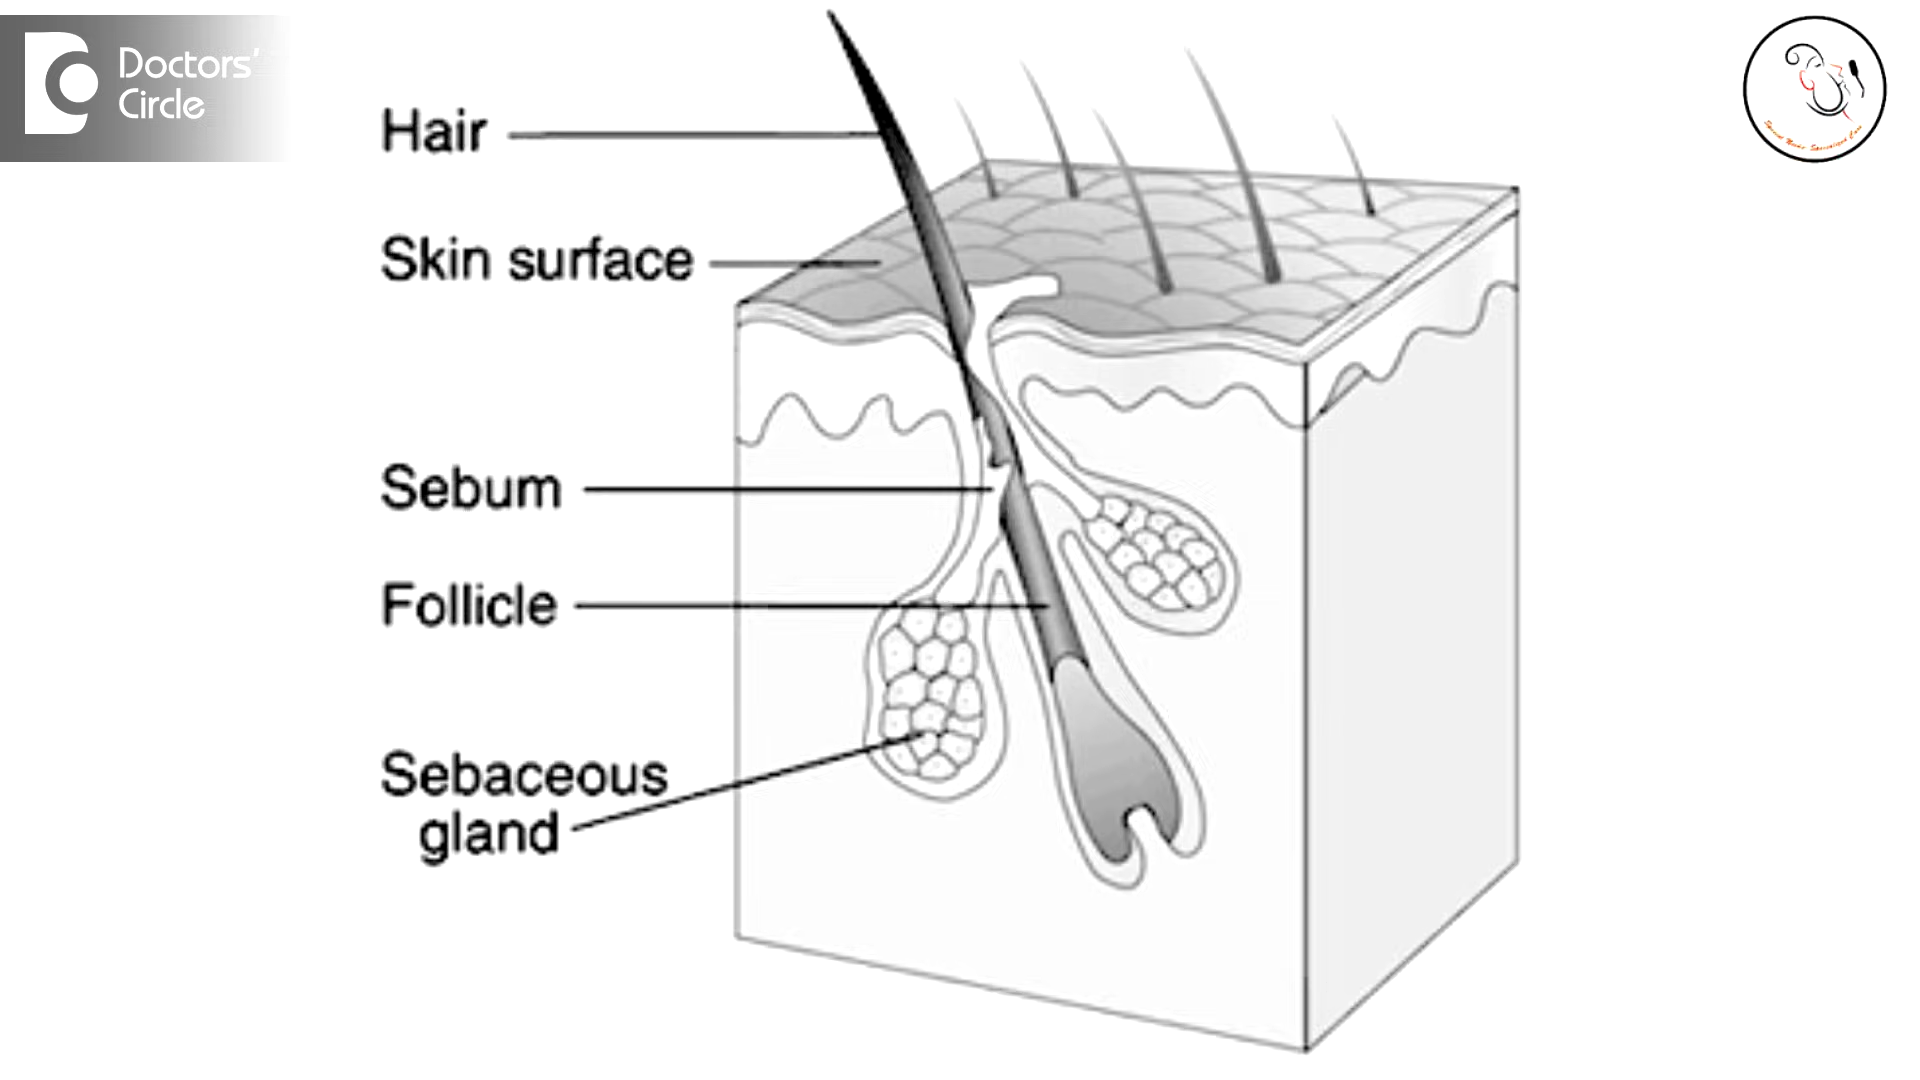 Doctors'
Circle
Hair
Skin surface
Sebum
Follicle
Sebaceous
gland